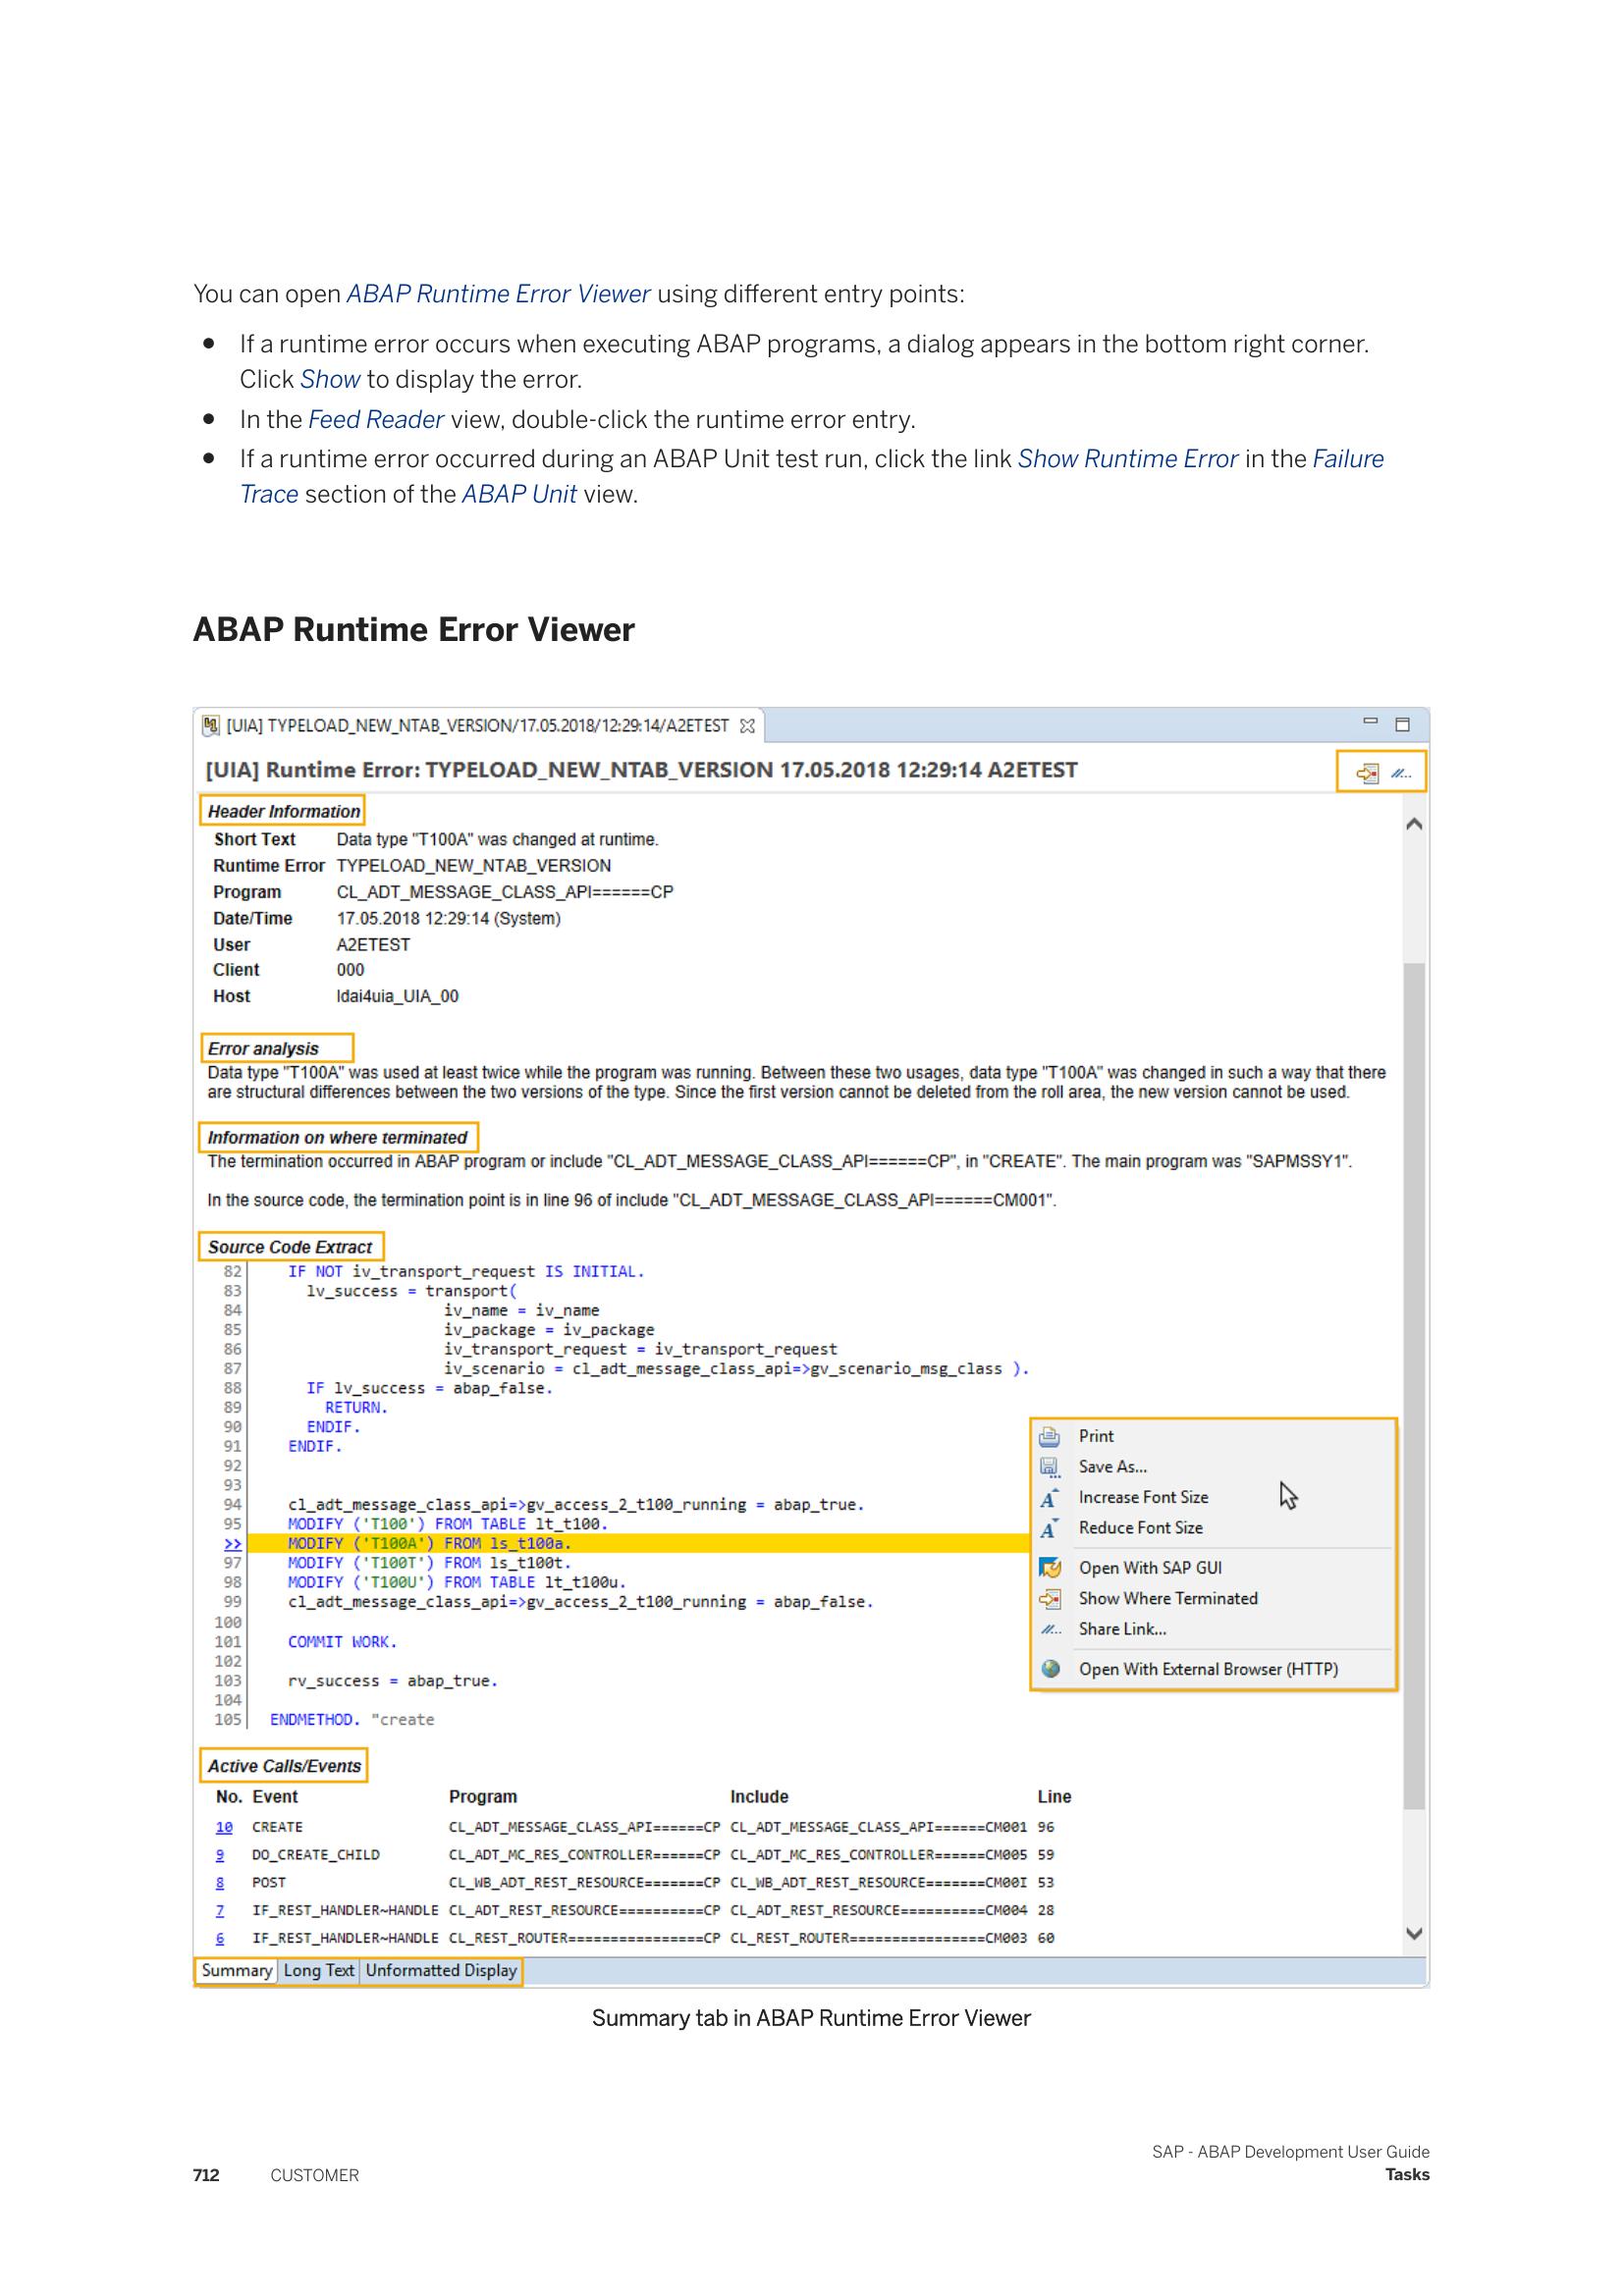 You can open ABAP Runtime Error Viewer using different entry points:
● If a runtime error occurs when executing ABAP programs, a dialog appears in the bottom right corner.
Click Show to display the error.
● In the Feed Reader view, double-click the runtime error entry.
● If a runtime error occurred during an ABAP Unit test run, click the link Show Runtime Error in the Failure
Trace section of the ABAP Unit view.
ABAP Runtime Error Viewer
[UIA] TYPELOAD_NEW_NTAB_VERSION/17.05.2018/12:29:14/A2ETEST
[UIA] Runtime Error: TYPELOAD_NEW_NTAB_VERSION 17.05.2018 12:29:14 A2ETEST
Header Information
Short Text Data type "T100A" was changed at runtime.
Runtime Error TYPELOAD_NEW_NTAB_VERSION
Program CL_ADT_MESSAGE_CLASS_API======CP
Date/Time 17.05.2018 12:29:14 (System)
User A2ETEST
Client 000
Host ldai4uia_UIA_00
Error analysis
Data type "T100A" was used at least twice while the program was running. Between these two usages, data type "T100A" was changed in such a way that there
are structural differences between the two versions of the type. Since the first version cannot be deleted from the roll area, the new version cannot be used.
Information on where terminated
The termination occurred in ABAP program or include "CL_ADT_MESSAGE_CLASS_API======CP", in "CREATE". The main program was "SAPMSSY1".
In the source code, the termination point is in line 96 of include "CL_ADT_MESSAGE_CLASS_API======CM001".
Source Code Extract
82 IF NOT iv_transport_request IS INITIAL.
83 lv_success = transport(
84 iv_name = iv_name
85 iv_package = iv_package
86 iv_transport_request = iv_transport_request
87 iv_scenario = cl_adt_message_class_api=>gv_scenario_msg_class ).
88 IF lv_success = abap_false.
89 RETURN.
90 ENDIF.
91 ENDIF.
92
93
94 cl_adt_message_class_api=>gv_access_2_t100_running = abap_true.
95 MODIFY ('T100') FROM TABLE lt_t100.
>> MODIFY ('T100A') FROM ls_t100a.
97 MODIFY ('T100T') FROM ls_t100t.
98 MODIFY ('T100U') FROM TABLE lt_t100u.
99 cl_adt_message_class_api=>gv_access_2_t100_running = abap_false.
100
101 COMMIT WORK.
102
103 rv_success = abap_true.
104
105 ENDMETHOD. "create
Print
Save As...
Increase Font Size
Reduce Font Size
Open With SAP GUI
Show Where Terminated
Share Link...
Open With External Browser (HTTP)
Active Calls/Events
No. Event Program Include Line
10 CREATE CL_ADT_MESSAGE_CLASS_API======CP CL_ADT_MESSAGE_CLASS_API======CM001 96
9 DO_CREATE_CHILD CL_ADT_MC_RES_CONTROLLER======CP CL_ADT_MC_RES_CONTROLLER======CM005 59
8 POST CL_WB_ADT_REST_RESOURCE=======CP CL_WB_ADT_REST_RESOURCE=======CM00I 53
7 IF_REST_HANDLER~HANDLE CL_ADT_REST_RESOURCE==========CP CL_ADT_REST_RESOURCE==========CM004 28
6 IF_REST_HANDLER~HANDLE CL_REST_ROUTER================CP CL_REST_ROUTER================CM003 60
Summary Long Text Unformatted Display
Summary tab in ABAP Runtime Error Viewer
SAP - ABAP Development User Guide
712 CUSTOMER Tasks